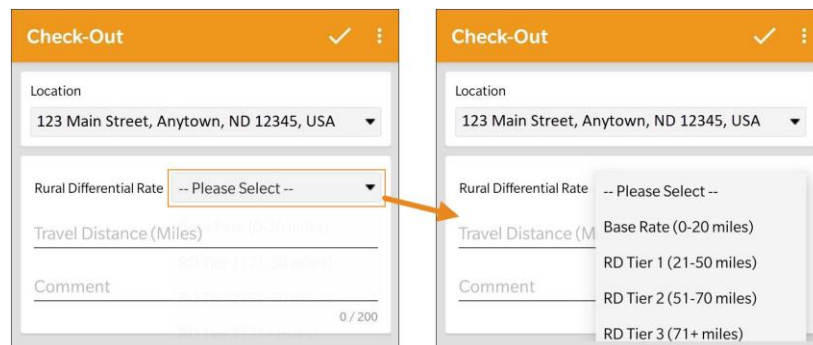 Check-Out
Location
123 Main Street, Anytown, ND 12345, USA
Rural Differential Rate -- Please Select --
Travel Distance (Miles)
Comment
0 / 200
Check-Out
Location
123 Main Street, Anytown, ND 12345, USA
Rural Differential Rate -- Please Select --
Base Rate (0-20 miles)
Travel Distance (M
RD Tier 1 (21-50 miles)
Comment
RD Tier 2 (51-70 miles)
RD Tier 3 (71+ miles)